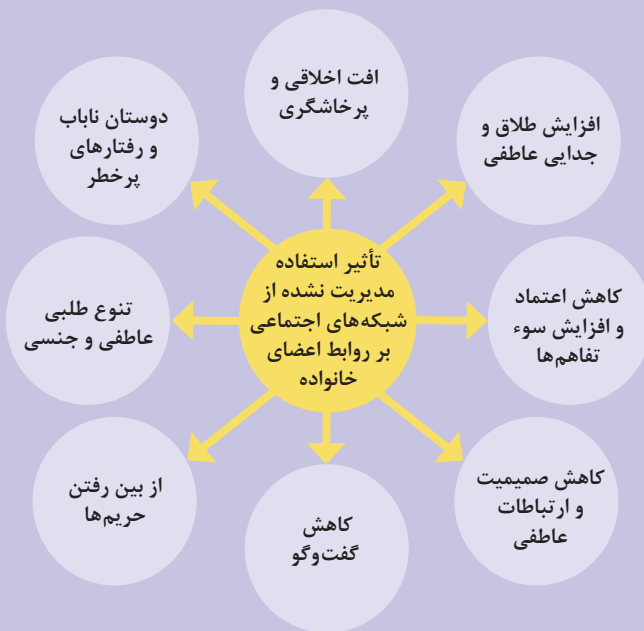 تأثیر استفاده
مدیریت نشده از
شبکه‌های اجتماعی
بر روابط اعضای
خانواده
افت اخلاقی و
پرخاشگری
افزایش طلاق و
جدایی عاطفی
کاهش اعتماد
و افزایش سوء
تفاهم‌ها
کاهش صمیمیت
و ارتباطات
عاطفی
کاهش
گفت‌وگو
از بین رفتن
حریم‌ها
تنوع طلبی
عاطفی و جنسی
دوستان ناباب
و رفتارهای
پرخطر